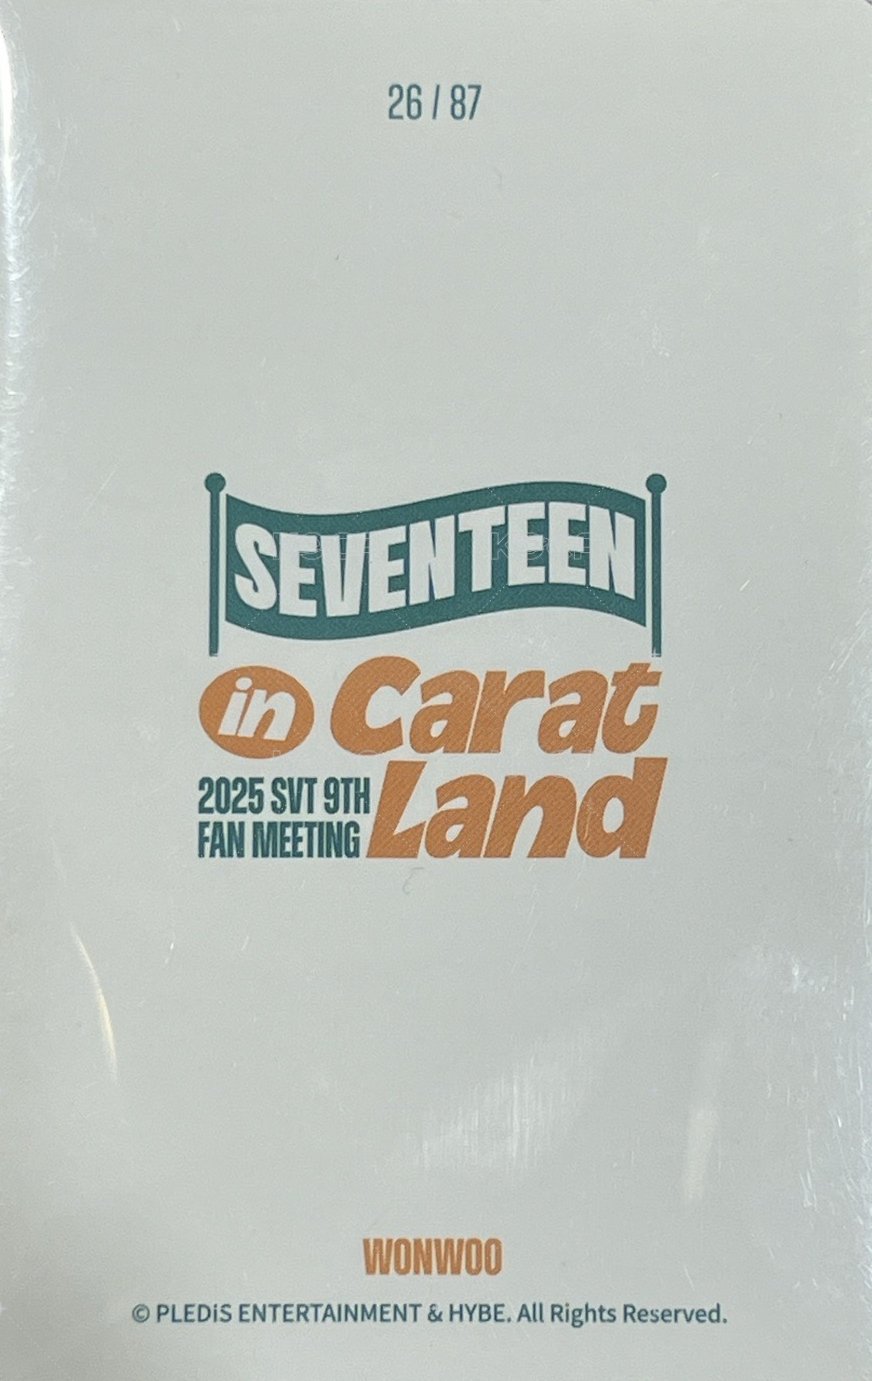 26 / 87
SEVENTEEN
in Carat
2025 SVT 9TH
FAN MEETING
Land
WONWOO
© PLEDiS ENTERTAINMENT & HYBE. All Rights Reserved.